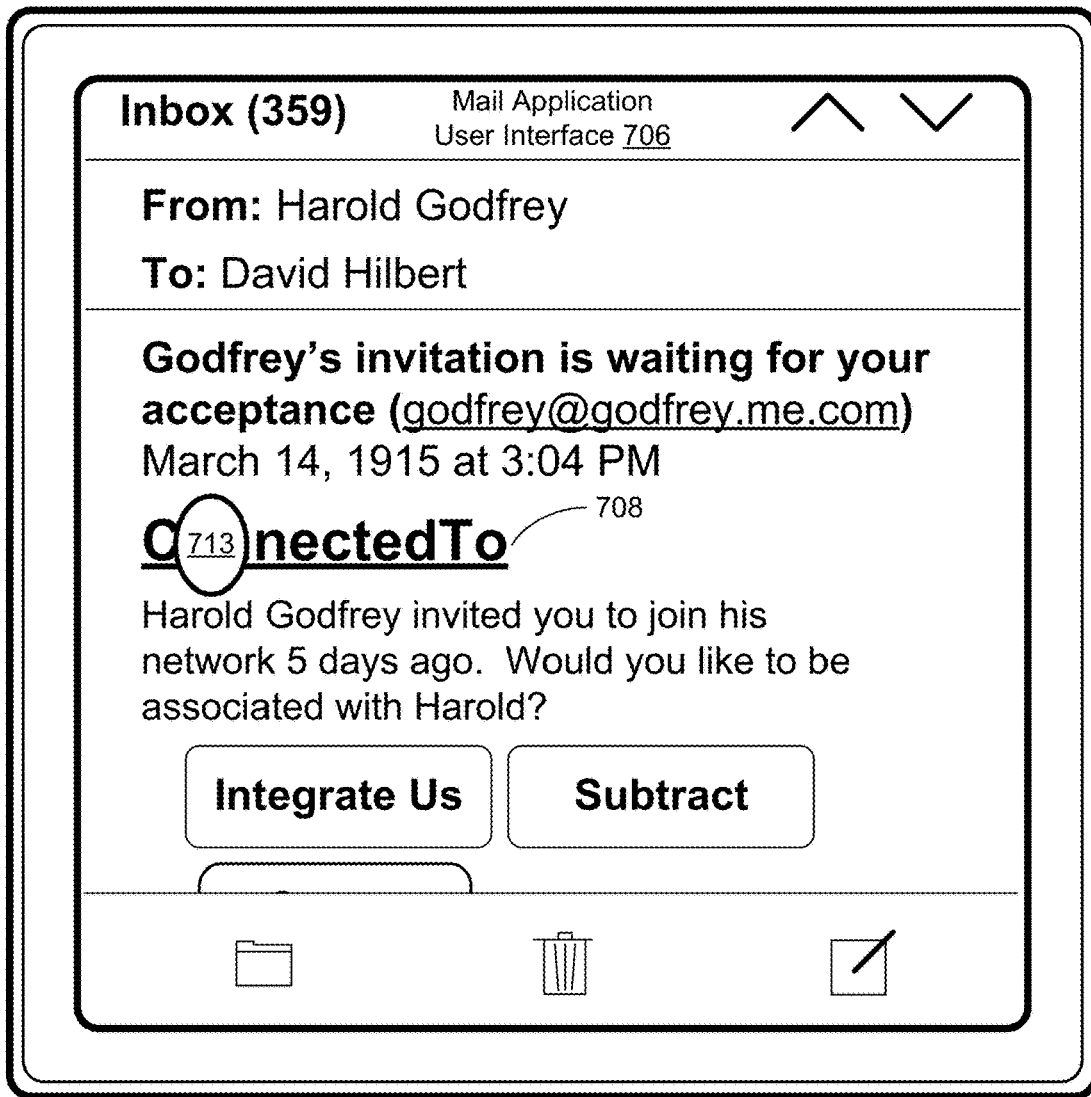 Inbox (359)
Mail Application
User Interface 706
From: Harold Godfrey
To: David Hilbert
Godfrey’s invitation is waiting for your
acceptance (godfrey@godfrey.me.com)
March 14, 1915 at 3:04 PM
708
C713nnectedTo
Harold Godfrey invited you to join his
network 5 days ago.  Would you like to be
associated with Harold?
Integrate Us
Subtract